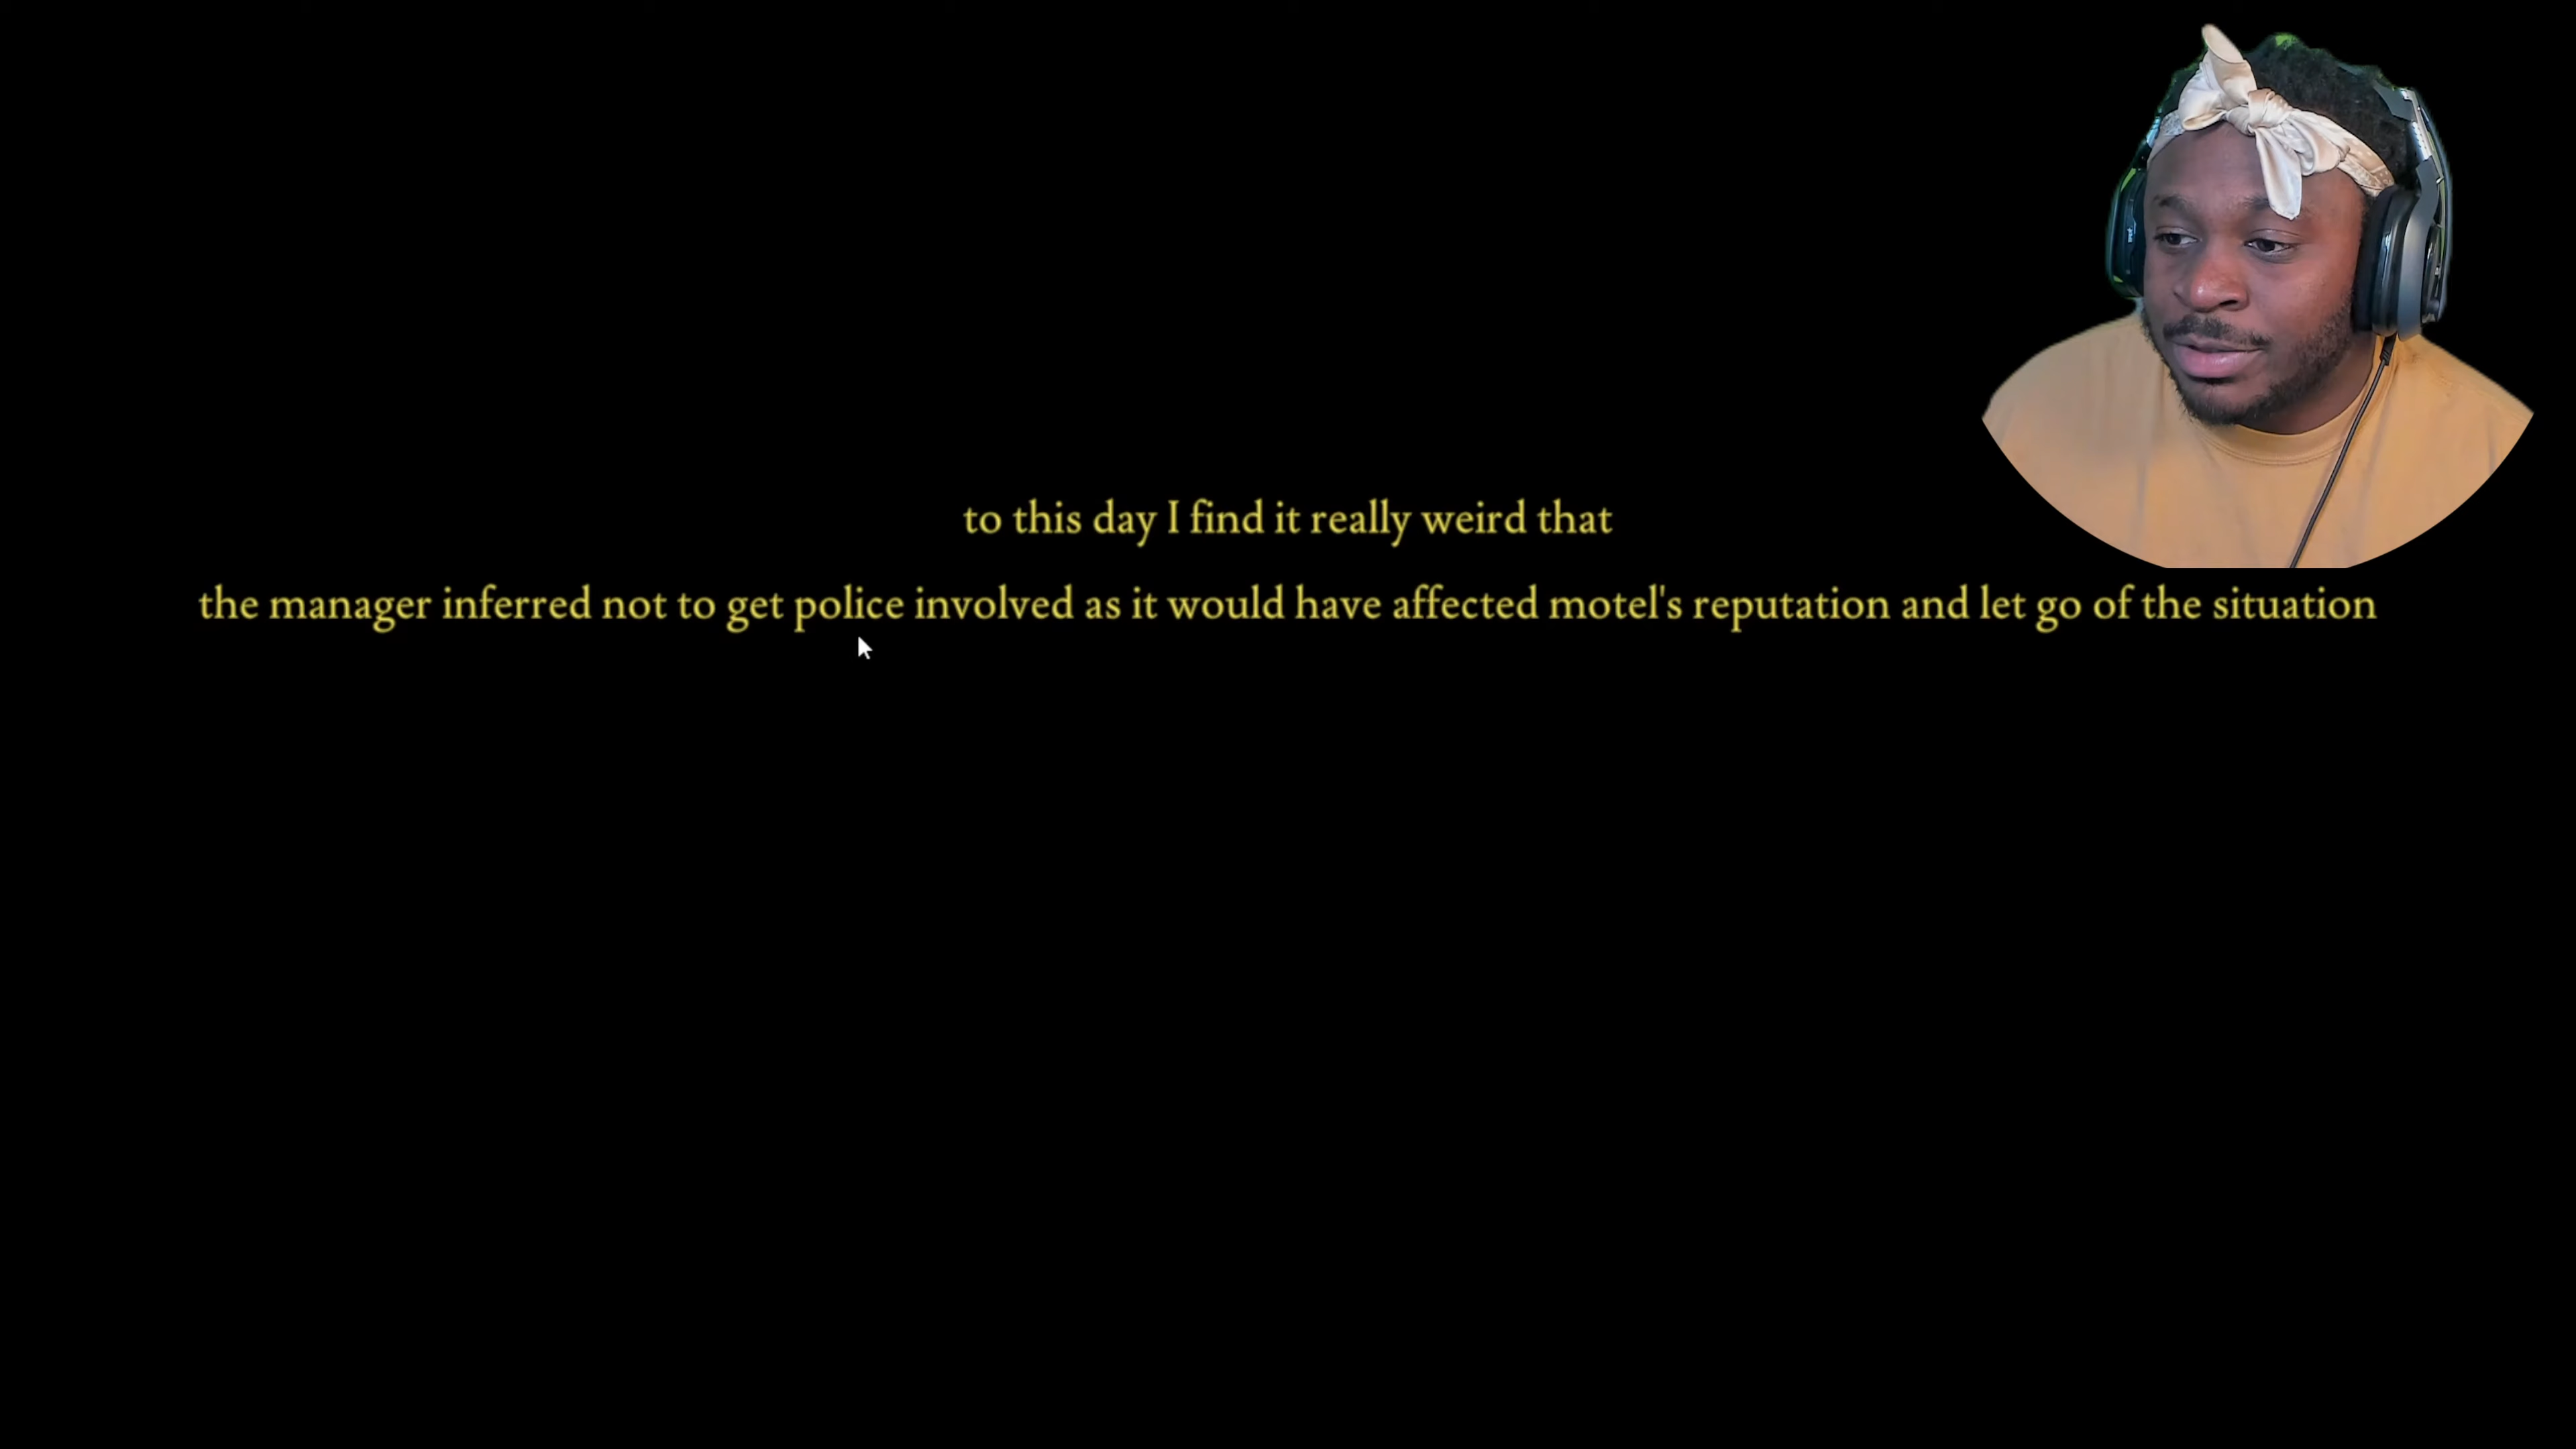 to this day I find it really weird that
the manager inferred not to get police involved as it would have affected motel's reputation and let go of the situation